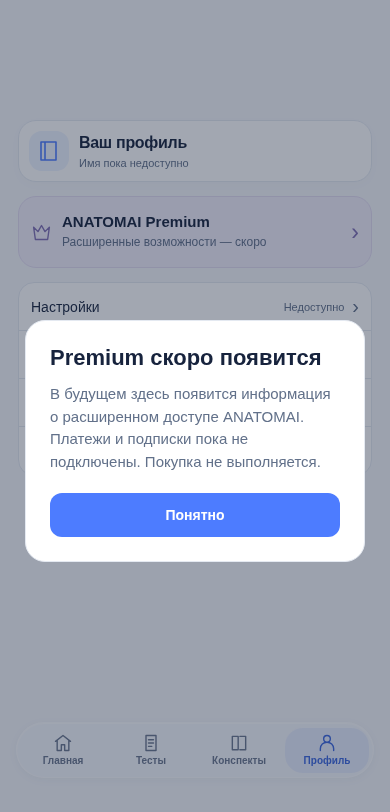 Ваш профиль
Имя пока недоступно
ANATOMAI Premium
Расширенные возможности — скоро
Настройки
Недоступно
Premium скоро появится
В будущем здесь появится информация
о расширенном доступе ANATOMAI.
Платежи и подписки пока не
подключены. Покупка не выполняется.
Понятно
Главная
Тесты
Конспекты
Профиль